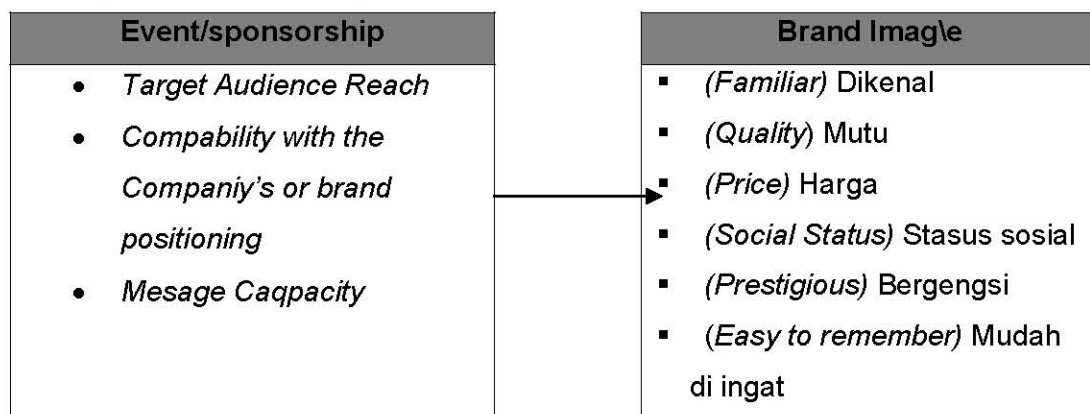 Event/sponsorship
• Target Audience Reach
• Compability with the
Companiy's or brand
positioning
• Mesage Caqpacity
Brand Imag\e
▪ (Familiar) Dikenal
▪ (Quality) Mutu
▪ (Price) Harga
▪ (Social Status) Stasus sosial
▪ (Prestigious) Bergengsi
▪ (Easy to remember) Mudah
di ingat